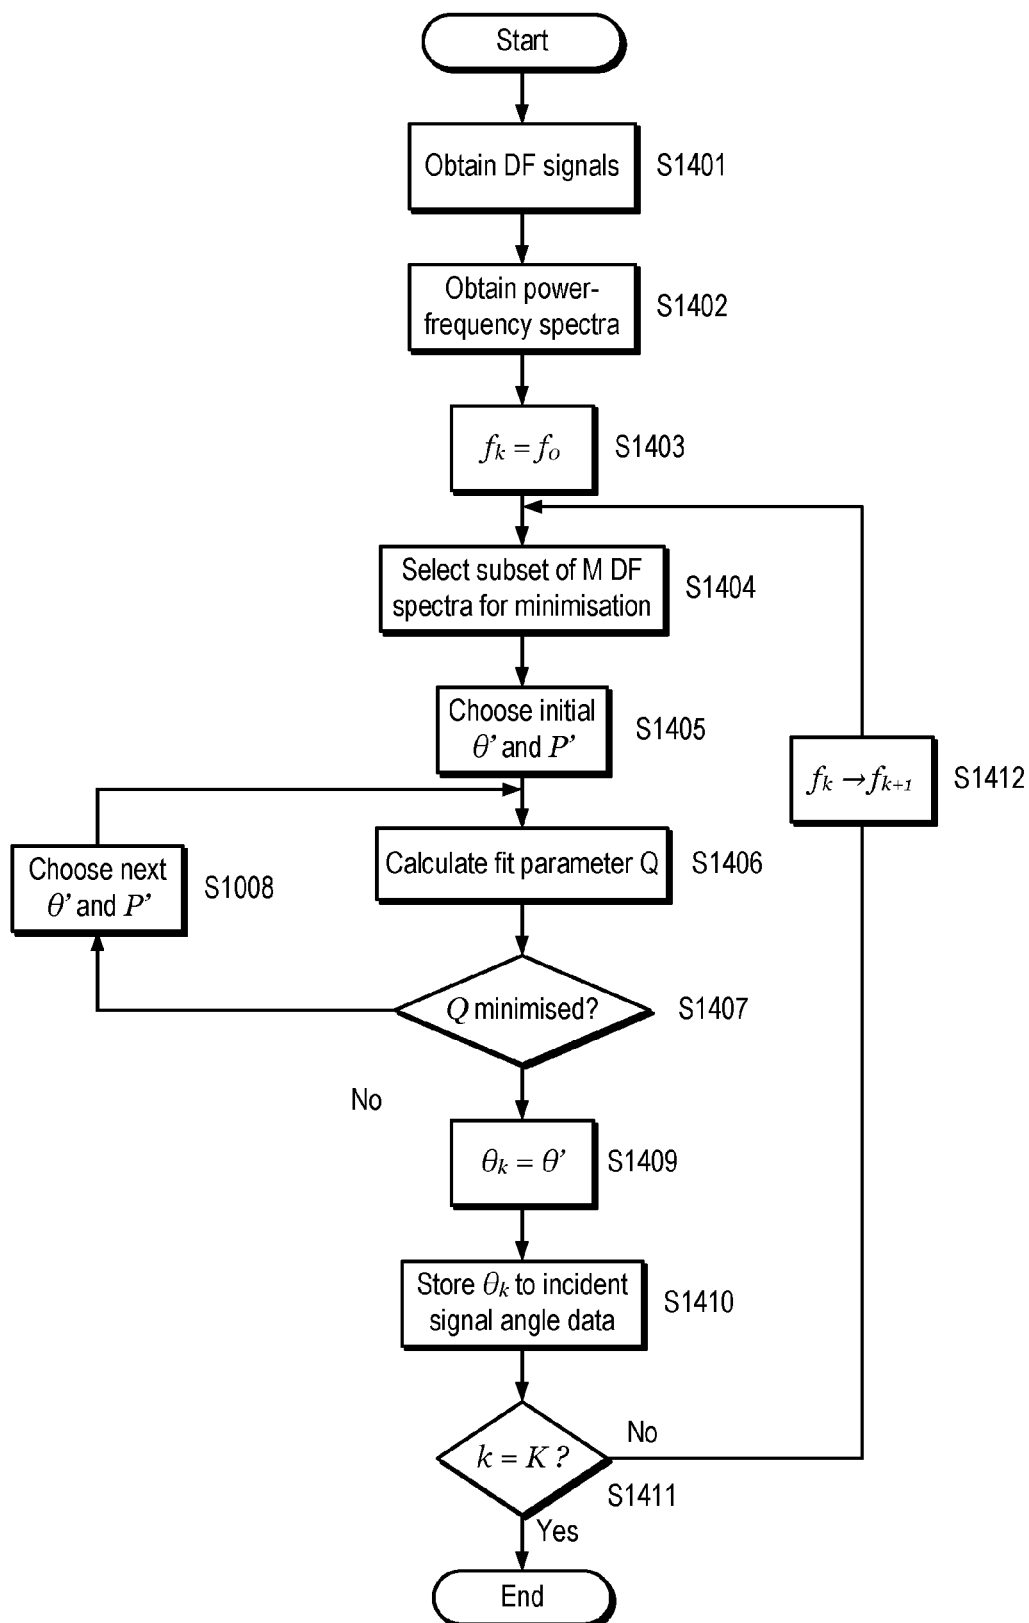 Start
Obtain DF signals
S1401
Obtain power-
frequency spectra
S1402
fk = fo
S1403
Select subset of M DF
spectra for minimisation
S1404
Choose initial
θ’ and P’
S1405
fk → fk+1
S1412
Calculate fit parameter Q
S1406
Choose next
θ’ and P’
S1008
Q minimised?
S1407
No
θk = θ’
S1409
Store θk to incident
signal angle data
S1410
k = K ?
No
S1411
Yes
End